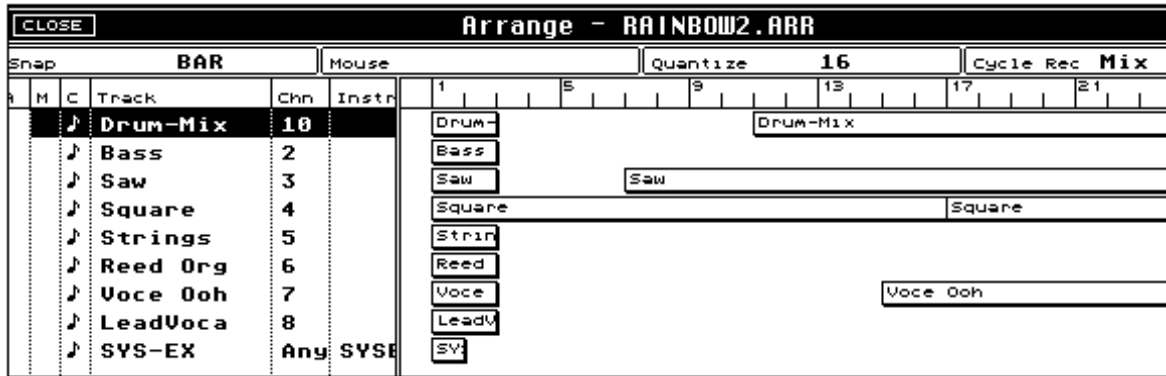 CLOSE Arrange - RAINBOW2.ARR
Snap BAR Mouse Quantize 16 Cycle Rec Mix
A M C Track Chn Instr 1 5 9 13 17 21
Drum-Mix 10 Drum- Drum-Mix
Bass 2 Bass
Saw 3 Saw Saw
Square 4 Square Square
Strings 5 Strin
Reed Org 6 Reed
Voce Ooh 7 Voce Voce Ooh
LeadVoca 8 LeadV
SYS-EX Any SYSE SYS